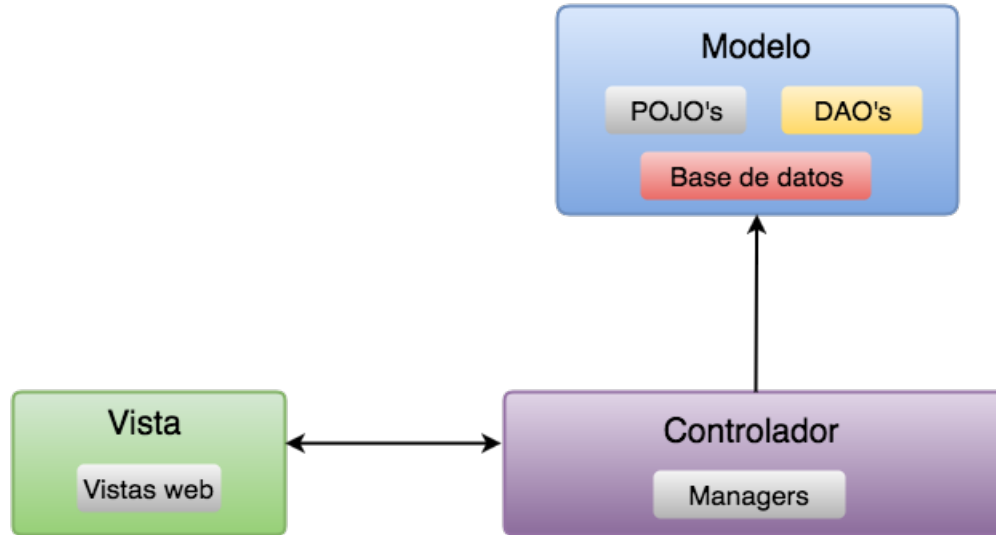 Modelo
POJO's
DAO's
Base de datos
Vista
Vistas web
Controlador
Managers